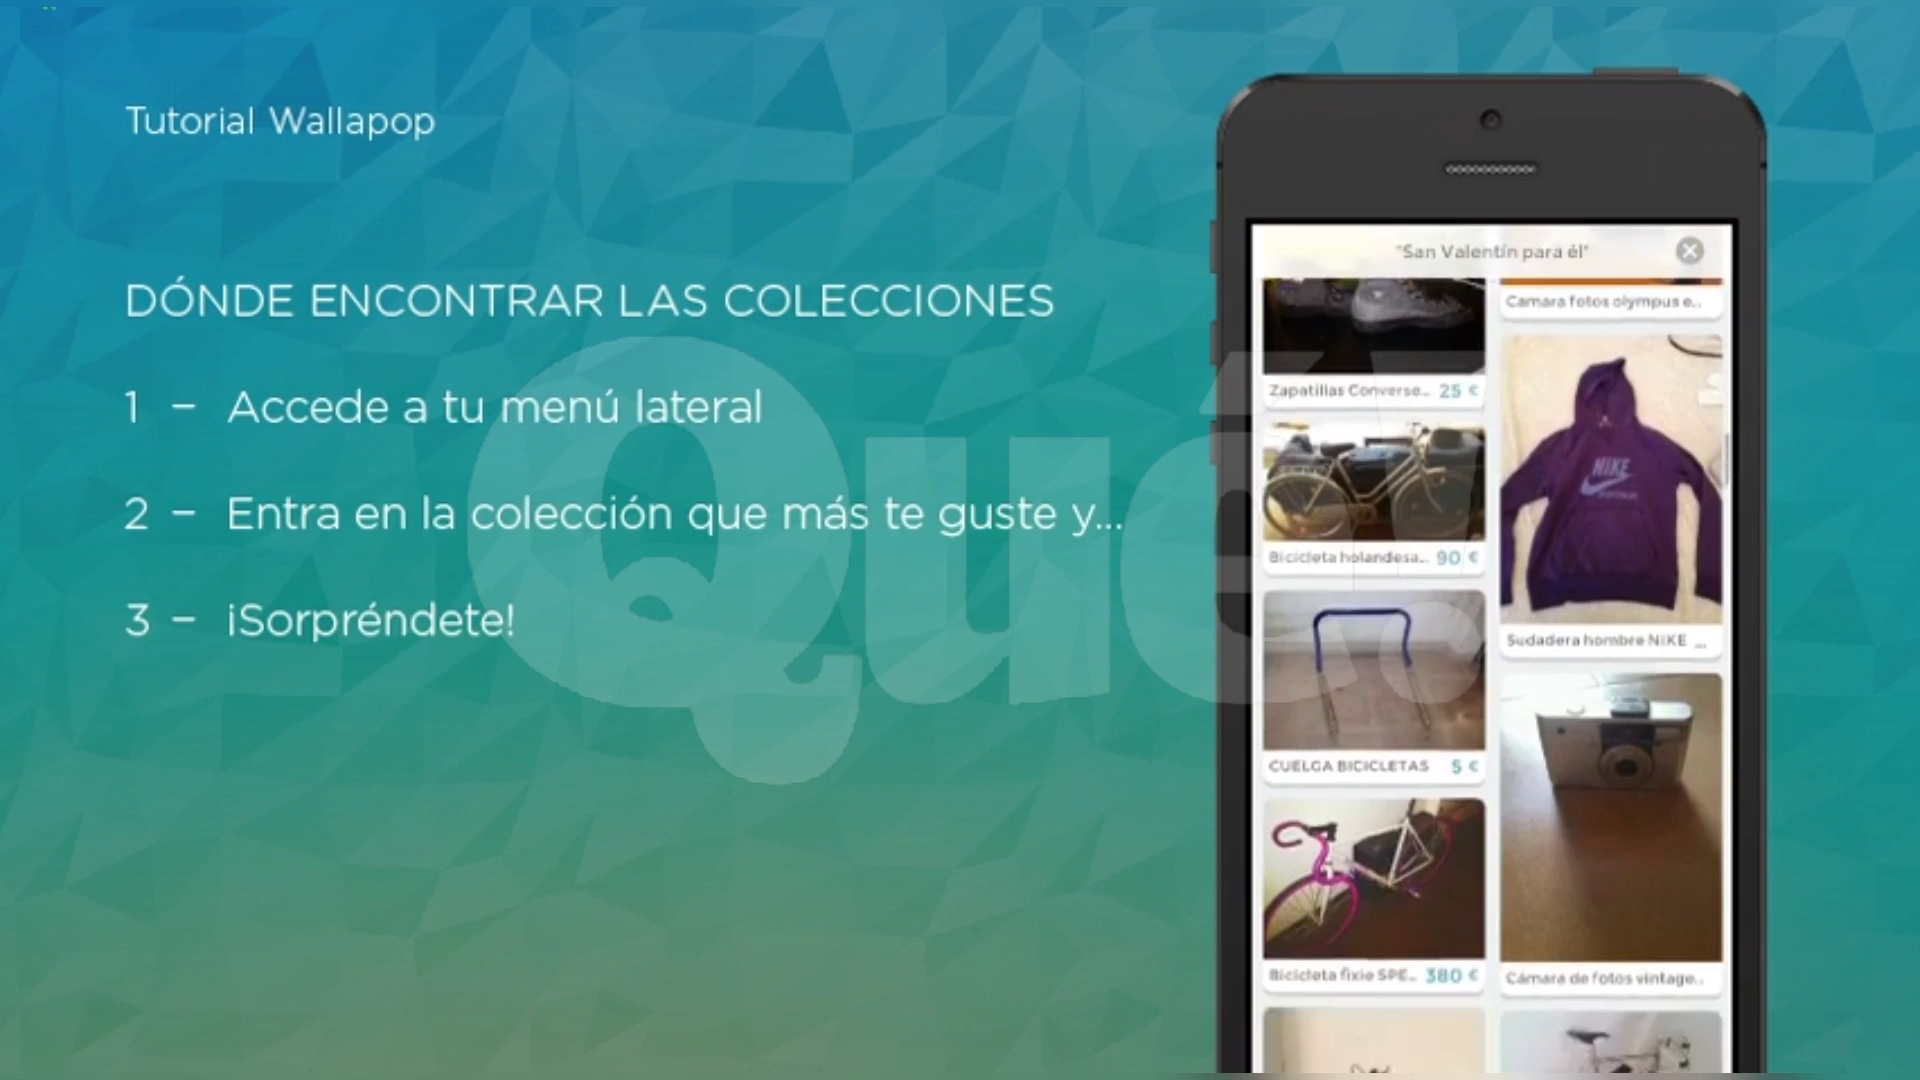 Tutorial Wallapop
DÓNDE ENCONTRAR LAS COLECCIONES
1 – Accede a tu menú lateral
2 – Entra en la colección que más te guste y...
3 – ¡Sorpréndete!
Qué!
"San Valentín para él"
Zapatillas Converse... 25 €
Bicicleta holandesa... 90 €
CUELGA BICICLETAS 5 €
Bicicleta fixie SPE... 380 €
Camara fotos olympus e...
NIKE
Sudadera hombre NIKE ...
Cámara de fotos vintage...